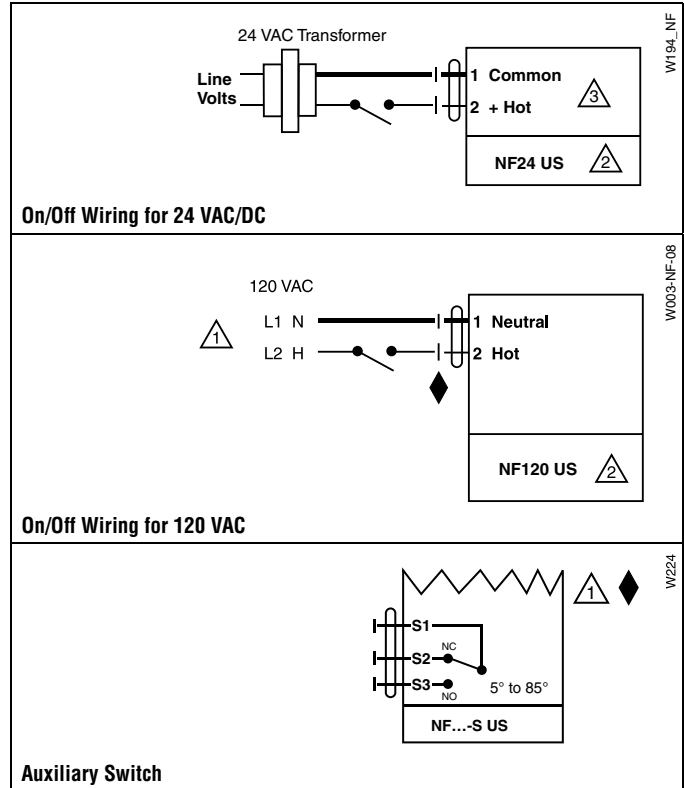 24 VAC Transformer
Line
Volts
1 Common
2 + Hot
3
NF24 US
2
W194_NF
On/Off Wiring for 24 VAC/DC
120 VAC
1
L1 N
L2 H
1 Neutral
2 Hot
NF120 US
2
W003-NF-08
On/Off Wiring for 120 VAC
1
W224
S1
S2
NC
S3
NO
5° to 85°
NF...-S US
Auxiliary Switch